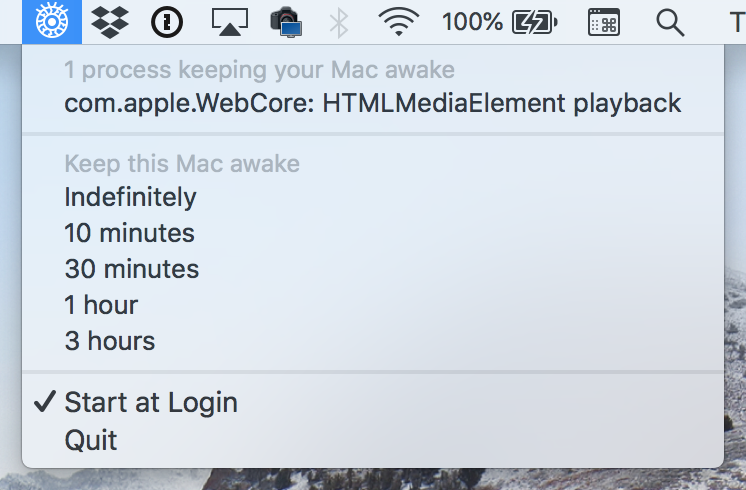 100%
T
1 process keeping your Mac awake
com.apple.WebCore: HTMLMediaElement playback
Keep this Mac awake
Indefinitely
10 minutes
30 minutes
1 hour
3 hours
Start at Login
Quit